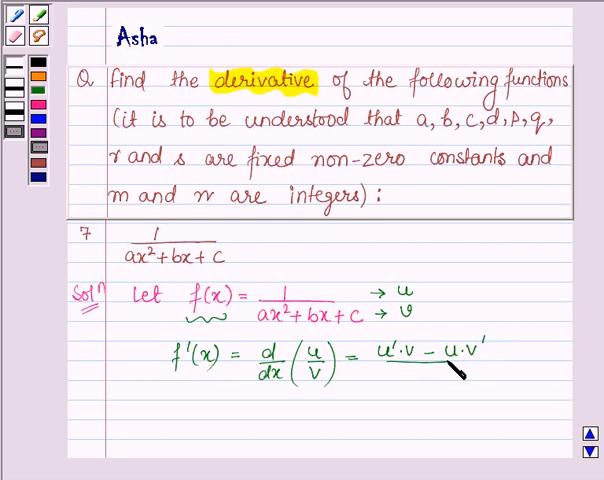 Asha
Q find the derivative of the following functions
(it is to be understood that a, b, c, d, p, q,
r and s are fixed non-zero constants and
m and n are integers) :
7 1/(ax²+bx+c)
Solⁿ Let f(x) = 1/(ax²+bx+c) → u → v
f'(x) = d/dx (u/v) = u'·v − u·v'